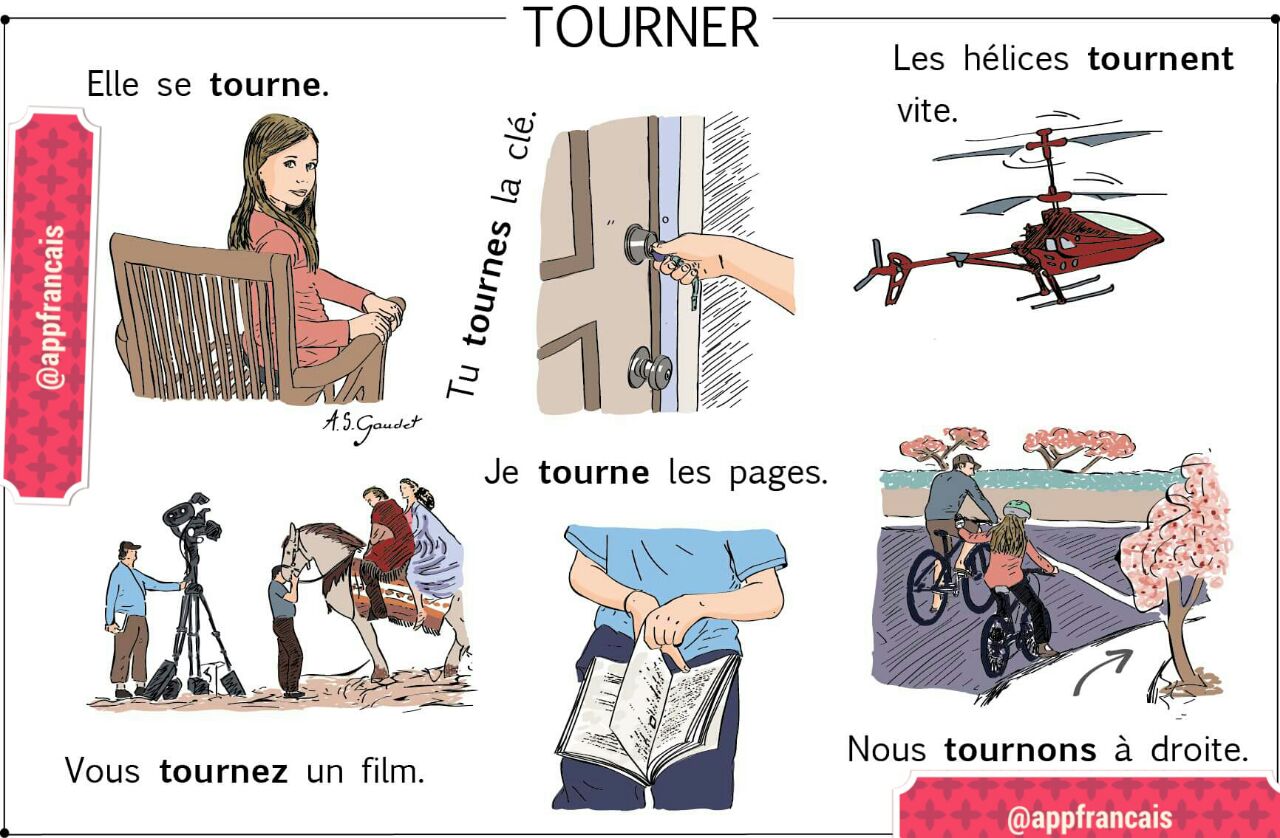 TOURNER
Elle se tourne.
Tu tournes la clé.
Les hélices tournent
vite.
@appfrancais
A.S.Gaudet
Je tourne les pages.
Vous tournez un film.
Nous tournons à droite.
@appfrancais